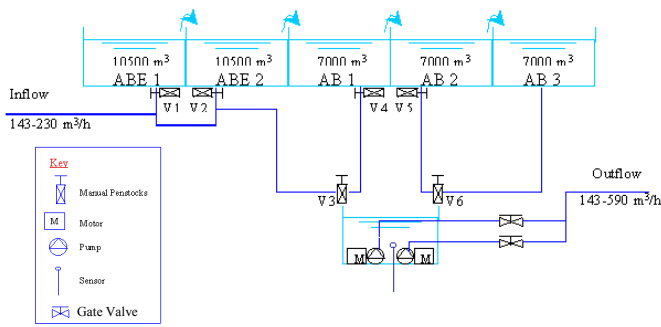 10500 m3 10500 m3 7000 m3 7000 m3 7000 m3
ABE 1 ABE 2 AB 1 AB 2 AB 3
Inflow
V1 V2 V4 V5
143-230 m3/h
Key
Manual Penstocks
M Motor
Pump
Sensor
Gate Valve
V3 V6
Outflow
143-590 m3/h
M M